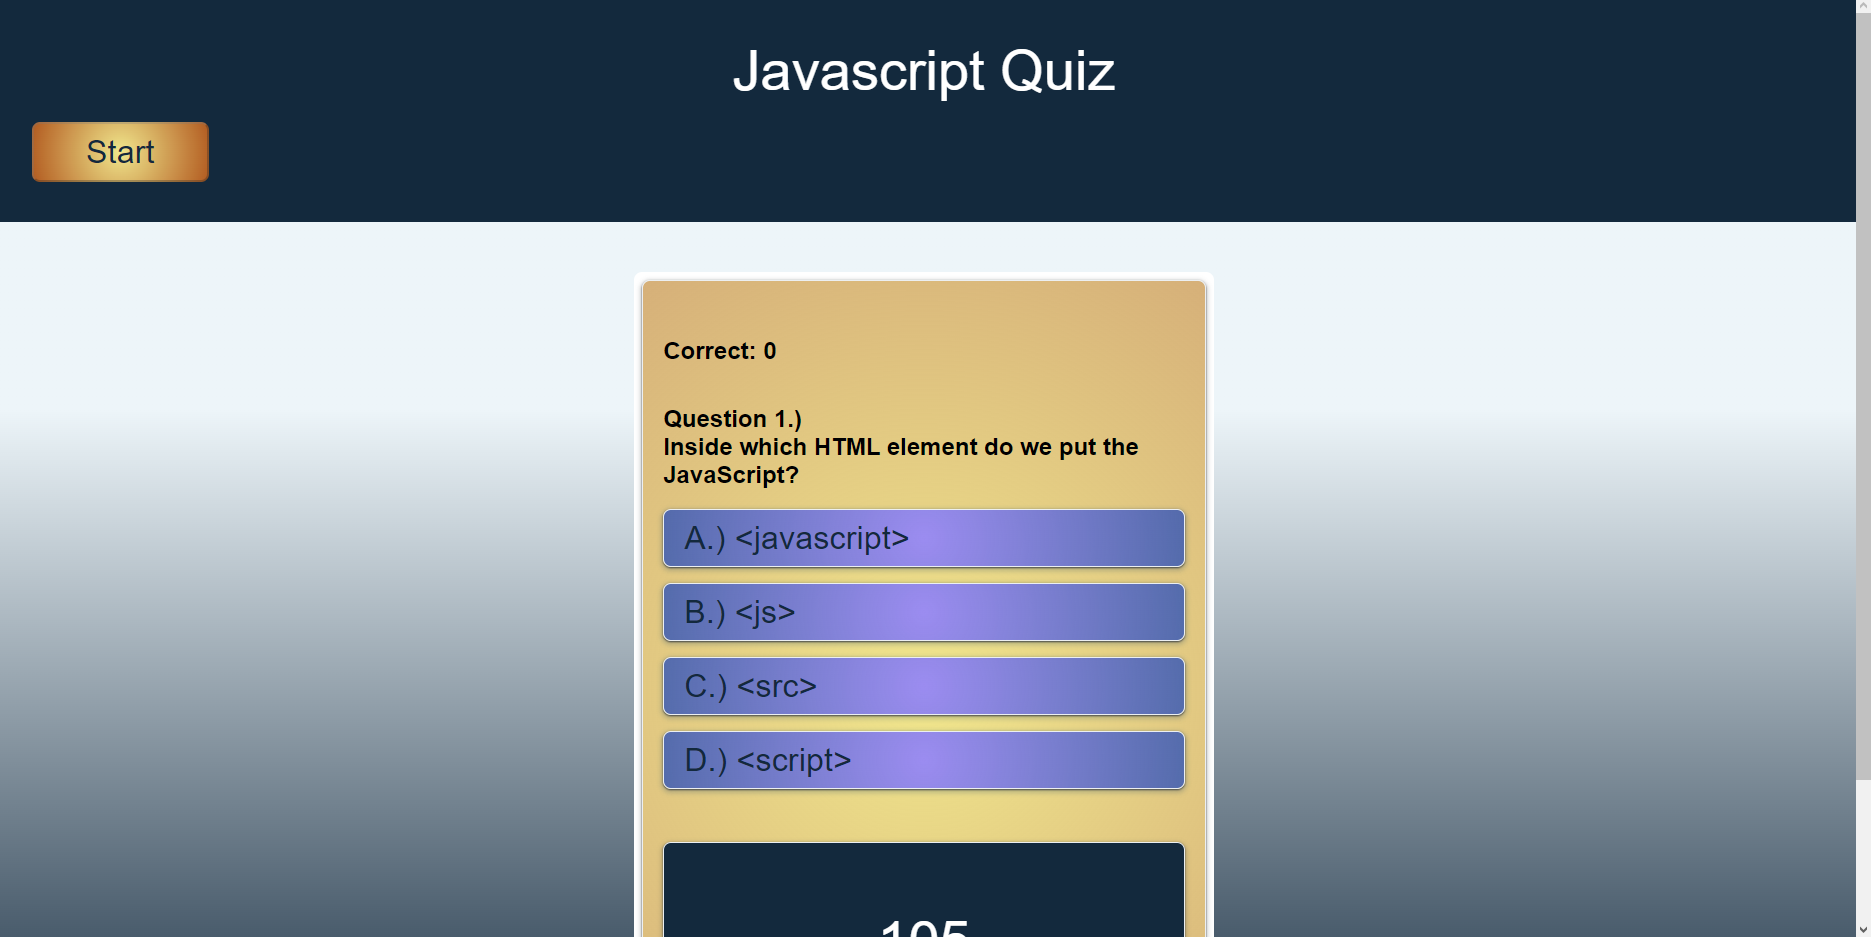 Javascript Quiz
Start
Correct: 0
Question 1.)
Inside which HTML element do we put the
JavaScript?
A.) <javascript>
B.) <js>
C.) <src>
D.) <script>
105